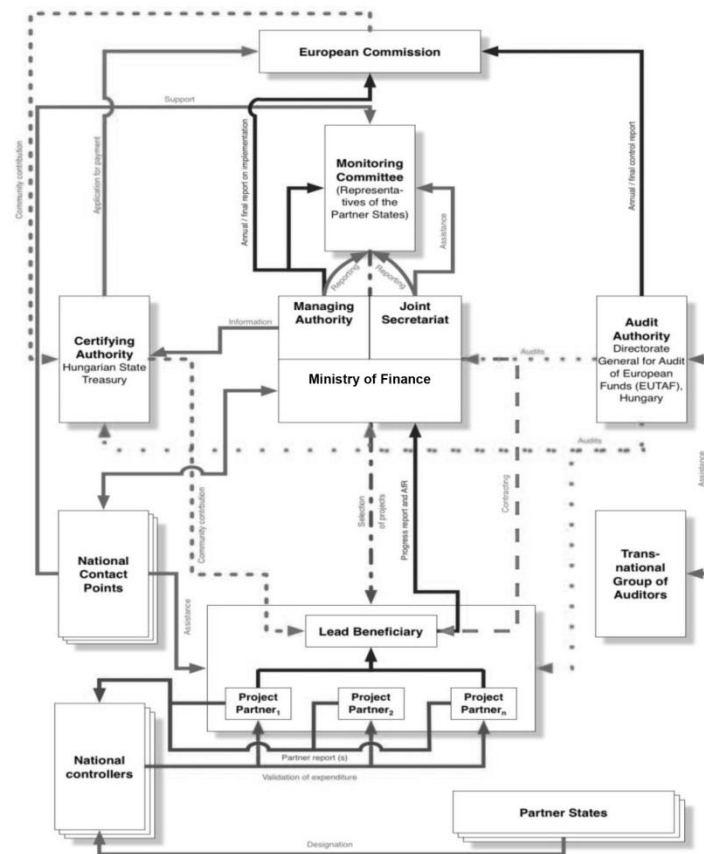 European Commission
Support
Community contribution
Application for payment
Annual / final report on implementation
Annual / final control report
Monitoring
Committee
(Representa-
tives of the
Partner States)
Assistance
Reporting
Reporting
Managing
Authority
Joint
Secretariat
Ministry of Finance
Information
Certifying
Authority
Hungarian State
Treasury
Audit
Authority
Directorate
General for Audit
of European
Funds (EUTAF),
Hungary
Audits
Audits
Assistance
Community contribution
Selection
of projects
Progress report and AfR
Contracting
National
Contact
Points
Assistance
Trans-
national
Group of
Auditors
Lead Beneficiary
Project
Partner₁
Project
Partner₂
Project
Partnerₙ
National
controllers
Partner report (s)
Validation of expenditure
Partner States
Designation